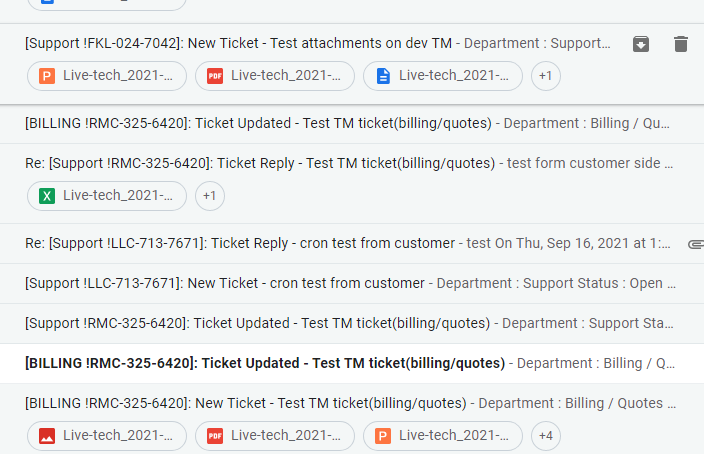 [Support !FKL-024-7042]: New Ticket - Test attachments on dev TM - Department : Support...
P Live-tech_2021-... PDF Live-tech_2021-... Live-tech_2021-... +1
[BILLING !RMC-325-6420]: Ticket Updated - Test TM ticket(billing/quotes) - Department : Billing / Qu...
Re: [Support !RMC-325-6420]: Ticket Reply - Test TM ticket(billing/quotes) - test form customer side ...
X Live-tech_2021-... +1
Re: [Support !LLC-713-7671]: Ticket Reply - cron test from customer - test On Thu, Sep 16, 2021 at 1:...
[Support !LLC-713-7671]: New Ticket - cron test from customer - Department : Support Status : Open ...
[Support !RMC-325-6420]: Ticket Updated - Test TM ticket(billing/quotes) - Department : Support Sta...
[BILLING !RMC-325-6420]: Ticket Updated - Test TM ticket(billing/quotes) - Department : Billing / Q...
[BILLING !RMC-325-6420]: New Ticket - Test TM ticket(billing/quotes) - Department : Billing / Quotes ...
Live-tech_2021-... PDF Live-tech_2021-... P Live-tech_2021-... +4